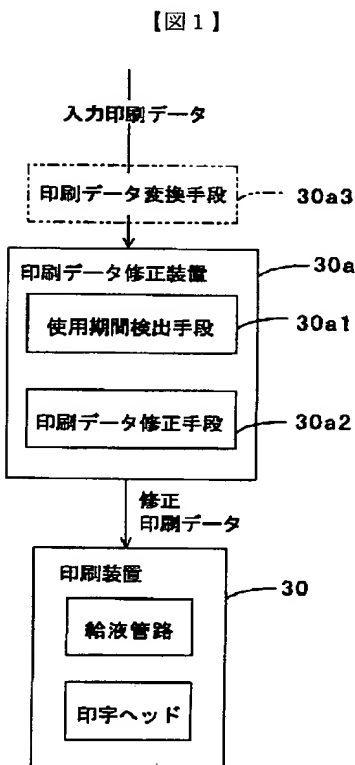 【図1】
入力印刷データ
印刷データ変換手段
30a3
印刷データ修正装置
30a
使用期間検出手段
30a1
印刷データ修正手段
30a2
修正
印刷データ
印刷装置
30
給液管路
印字ヘッド